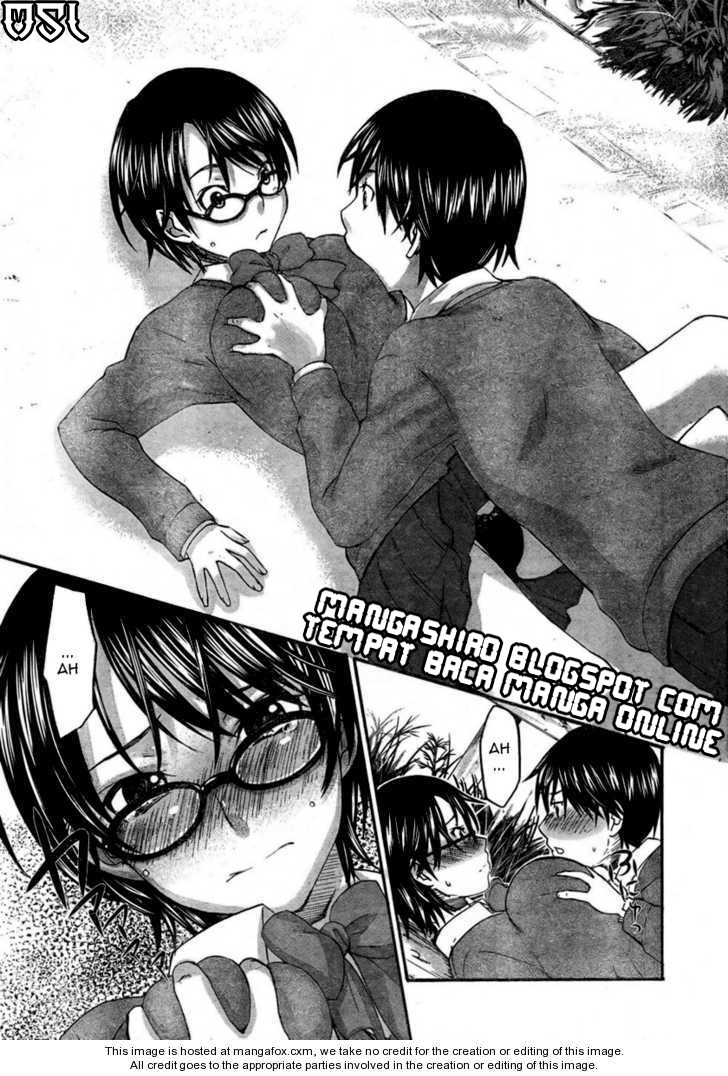 MSL
MANGASHIRO BLOGSPOT COM
TEMPAT BACA MANGA ONLINE
...
AH
AH
...
This image is hosted at mangafox.cxm, we take no credit for the creation or editing of this image.
All credit goes to the appropriate parties involved in the creation or editing of this image.